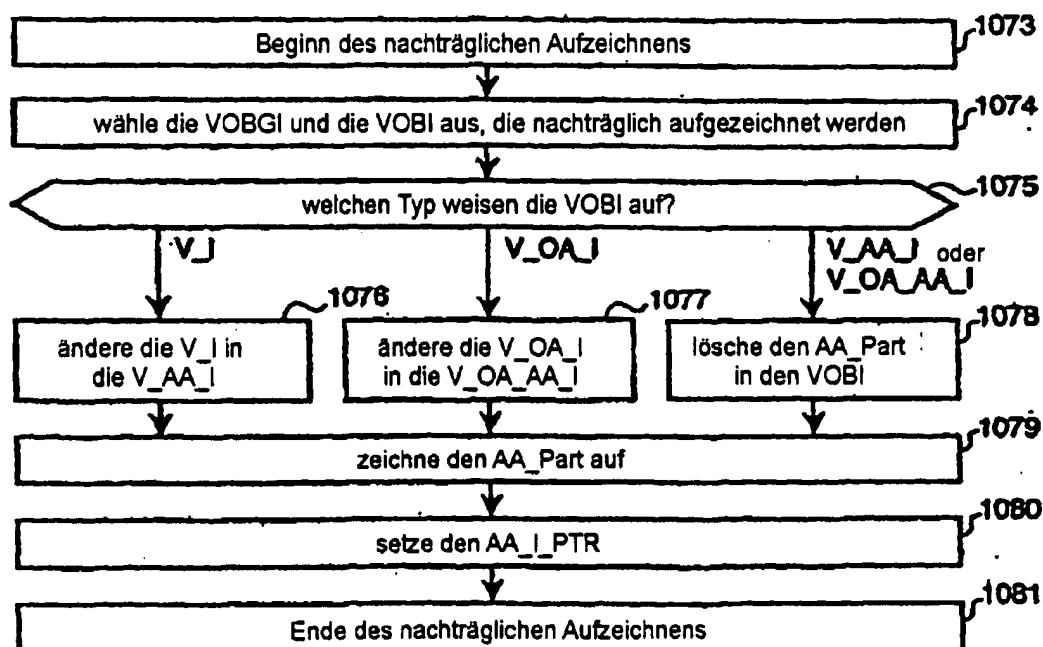 1073
Beginn des nachträglichen Aufzeichnens
1074
wähle die VOBGI und die VOBI aus, die nachträglich aufgezeichnet werden
1075
welchen Typ weisen die VOBI auf?
V_I
V_OA_I
V_AA_I oder
V_OA_AA_I
1076
ändere die V_I in
die V_AA_I
1077
ändere die V_OA_I
in die V_OA_AA_I
1078
lösche den AA_Part
in den VOBI
1079
zeichne den AA_Part auf
1080
setze den AA_I_PTR
1081
Ende des nachträglichen Aufzeichnens